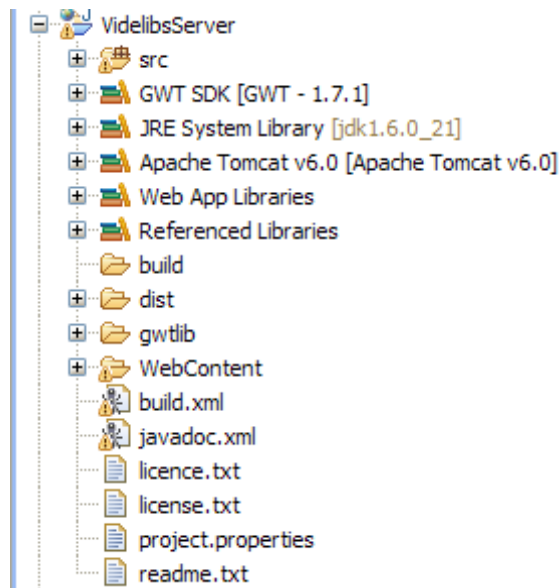 VidelibsServer
src
GWT SDK [GWT - 1.7.1]
JRE System Library [jdk1.6.0_21]
Apache Tomcat v6.0 [Apache Tomcat v6.0]
Web App Libraries
Referenced Libraries
build
dist
gwtlib
WebContent
build.xml
javadoc.xml
licence.txt
license.txt
project.properties
readme.txt